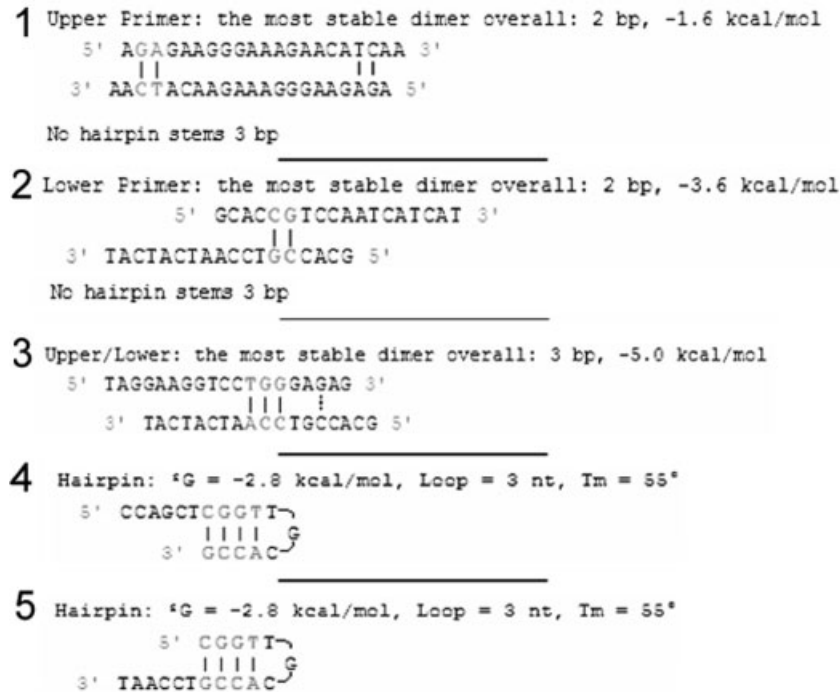 1 Upper Primer: the most stable dimer overall: 2 bp, -1.6 kcal/mol
5' AGAGAAGGGAAAGAACATCAA 3'
3' AACTACAAGAAAGGGAAGAGA 5'
No hairpin stems 3 bp
2 Lower Primer: the most stable dimer overall: 2 bp, -3.6 kcal/mol
5' GCACCGTCCAATCATCAT 3'
3' TACTACTAACCTGCCACG 5'
No hairpin stems 3 bp
3 Upper/Lower: the most stable dimer overall: 3 bp, -5.0 kcal/mol
5' TAGGAAGGTCCTGGGAGAG 3'
3' TACTACTAACCTGCCACG 5'
4 Hairpin: ªG = -2.8 kcal/mol, Loop = 3 nt, Tm = 55°
5' CCAGCTCGGTT
G
3' GCCAC
5 Hairpin: ªG = -2.8 kcal/mol, Loop = 3 nt, Tm = 55°
5' CGGTT
G
3' TAACCTGCCAC